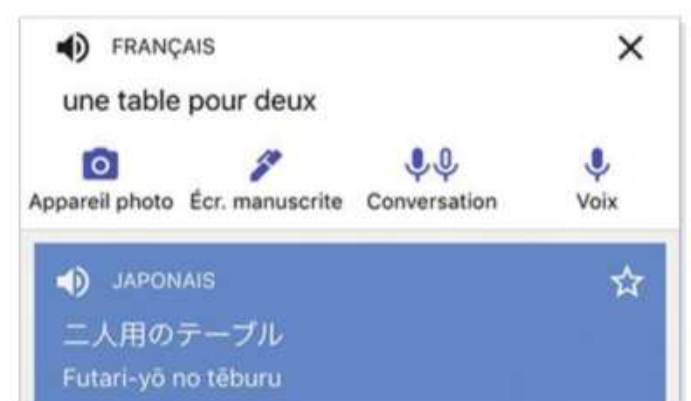 FRANÇAIS
une table pour deux
Appareil photo Écr. manuscrite Conversation Voix
JAPONAIS
二人用のテーブル
Futari-yō no tēburu